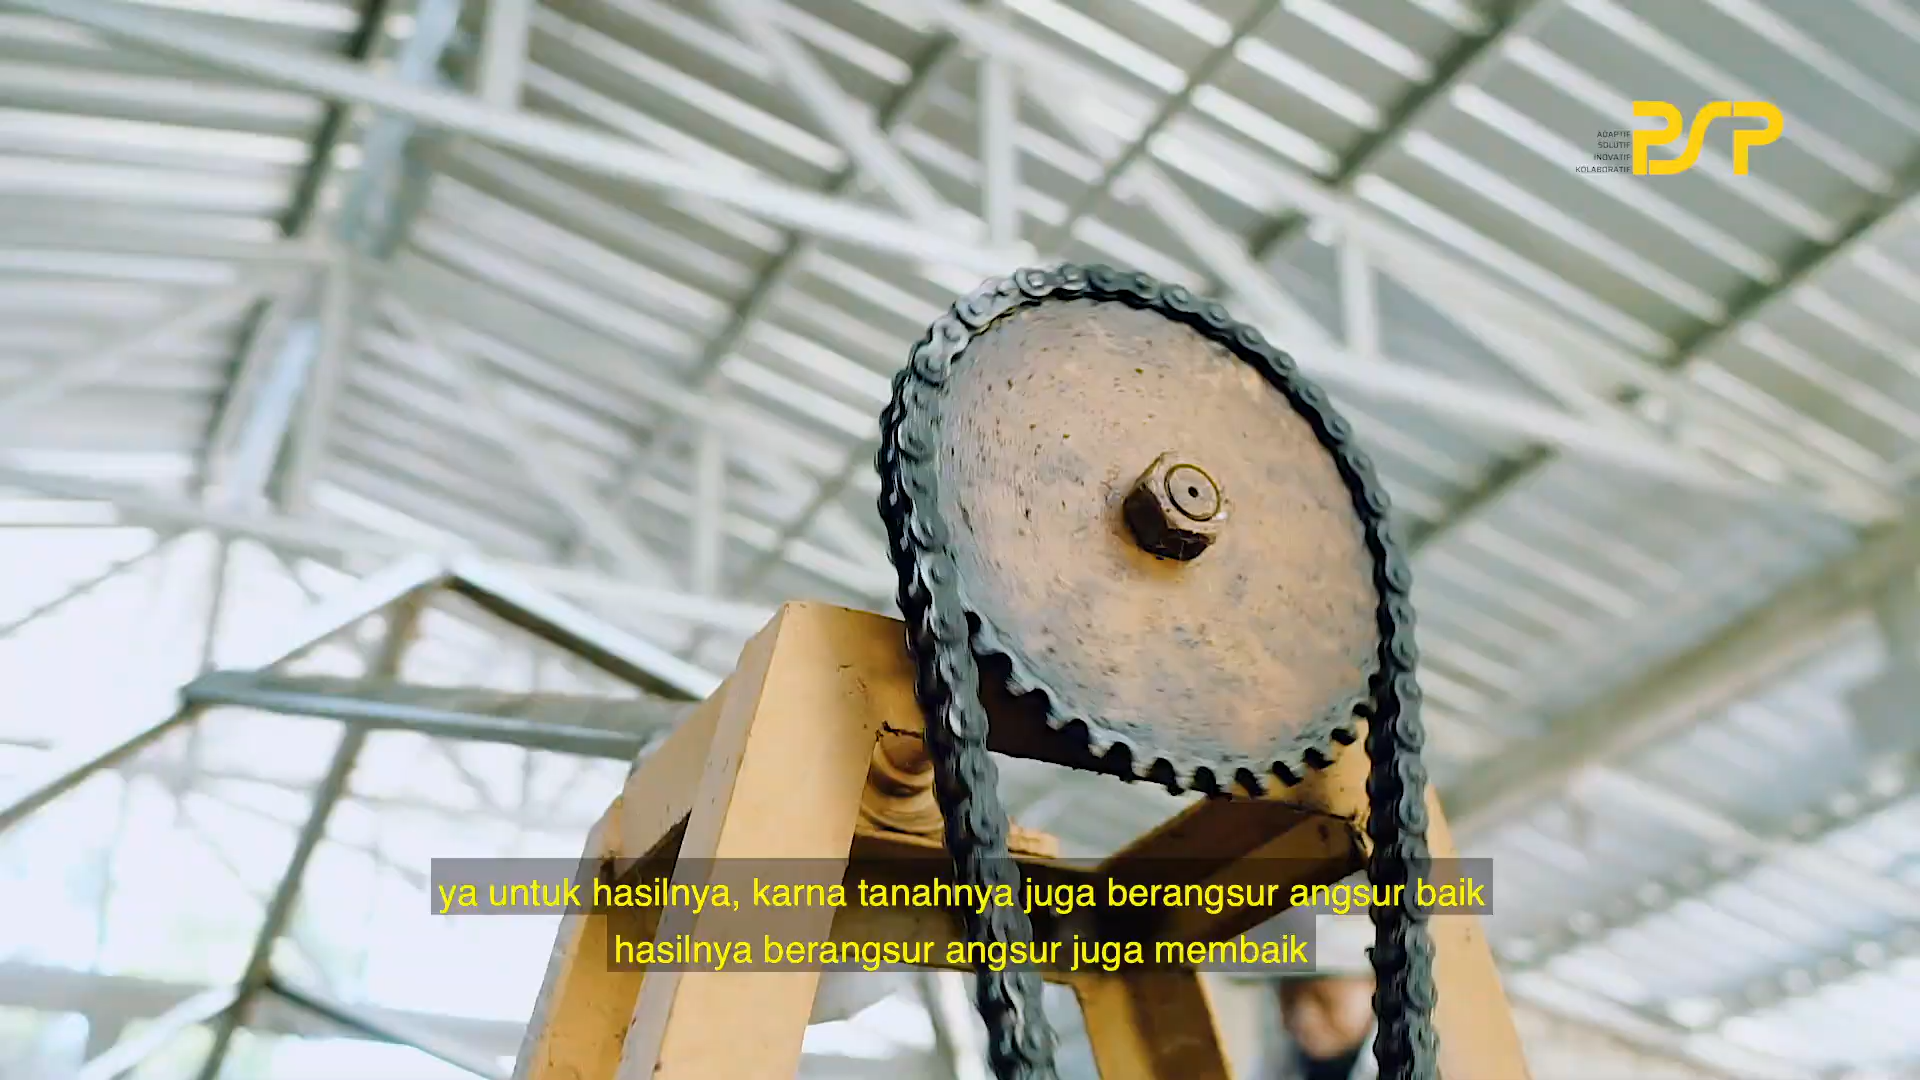 ADAPTIF
SOLUTIF
INOVATIF
KOLABORATIF
PSP
ya untuk hasilnya, karna tanahnya juga berangsur angsur baik
hasilnya berangsur angsur juga membaik